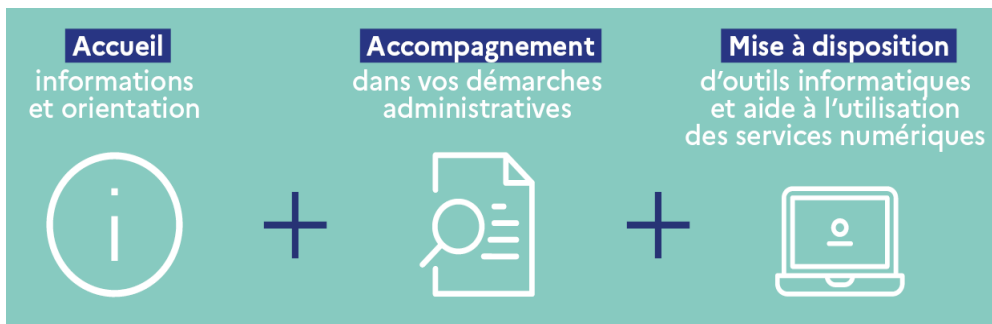 Accueil
informations
et orientation
Accompagnement
dans vos démarches
administratives
Mise à disposition
d'outils informatiques
et aide à l'utilisation
des services numériques